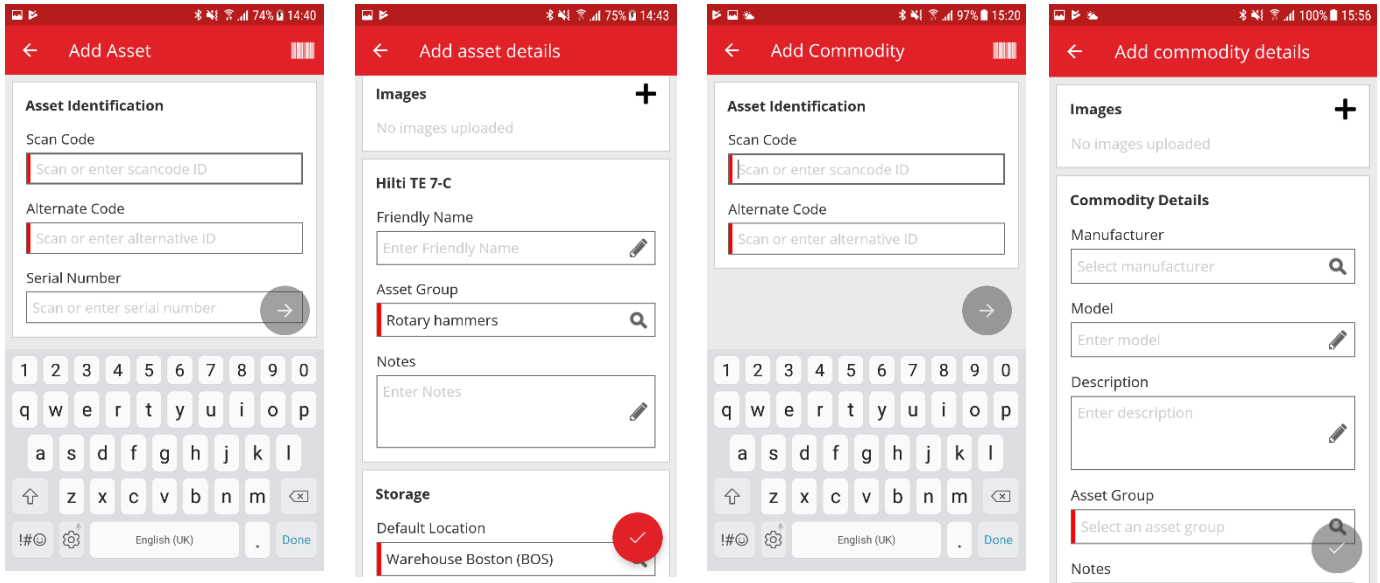 74% 14:40
Add Asset
Asset Identification
Scan Code
Scan or enter scancode ID
Alternate Code
Scan or enter alternative ID
Serial Number
Scan or enter serial number
1 2 3 4 5 6 7 8 9 0
q w e r t y u i o p
a s d f g h j k l
z x c v b n m
!#☺ English (UK) . Done
75% 14:43
Add asset details
Images
No images uploaded
Hilti TE 7-C
Friendly Name
Enter Friendly Name
Asset Group
Rotary hammers
Notes
Enter Notes
Storage
Default Location
Warehouse Boston (BOS)
97% 15:20
Add Commodity
Asset Identification
Scan Code
Scan or enter scancode ID
Alternate Code
Scan or enter alternative ID
1 2 3 4 5 6 7 8 9 0
q w e r t y u i o p
a s d f g h j k l
z x c v b n m
!#☺ English (UK) . Done
100% 15:56
Add commodity details
Images
No images uploaded
Commodity Details
Manufacturer
Select manufacturer
Model
Enter model
Description
Enter description
Asset Group
Select an asset group
Notes